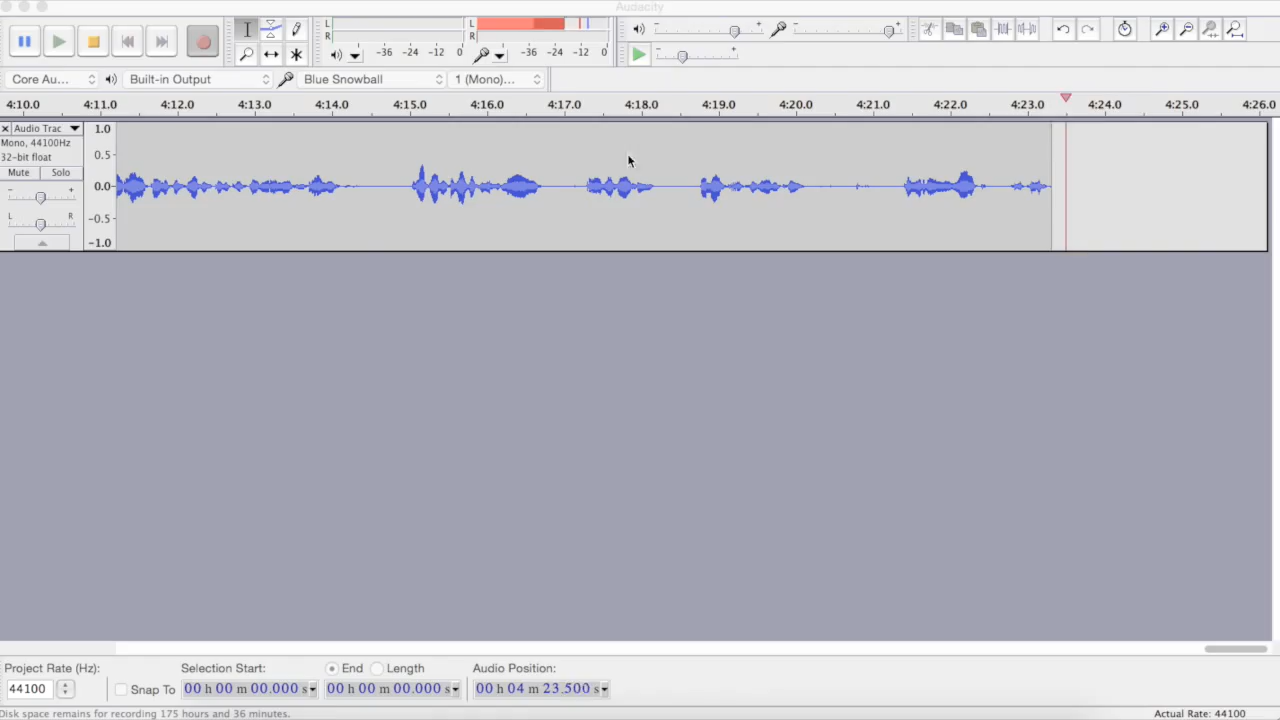 Audacity
L
R
-36 -24 -12 0
L
R
-36 -24 -12 0
Core Au... Built-in Output Blue Snowball 1 (Mono)...
4:10.0 4:11.0 4:12.0 4:13.0 4:14.0 4:15.0 4:16.0 4:17.0 4:18.0 4:19.0 4:20.0 4:21.0 4:22.0 4:23.0 4:24.0 4:25.0 4:26.0
Audio Trac
Mono, 44100Hz
32-bit float
Mute Solo
- +
L R
1.0
0.5
0.0
-0.5
-1.0
Project Rate (Hz): Selection Start: End Length Audio Position:
44100 Snap To 00 h 00 m 00.000 s 00 h 00 m 00.000 s 00 h 04 m 23.500 s
Disk space remains for recording 175 hours and 36 minutes. Actual Rate: 44100